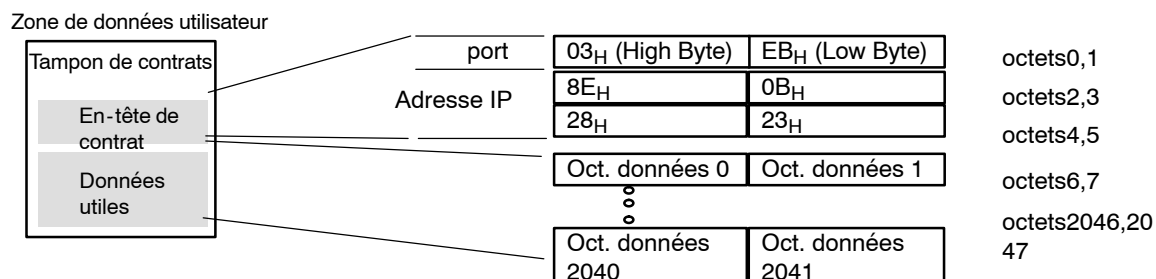 Zone de données utilisateur
Tampon de contrats
En-tête de
contrat
Données
utiles
port
Adresse IP
03H (High Byte) EBH (Low Byte)
8EH 0BH
28H 23H
Oct. données 0 Oct. données 1
Oct. données
2040
Oct. données
2041
octets0,1
octets2,3
octets4,5
octets6,7
octets2046,20
47